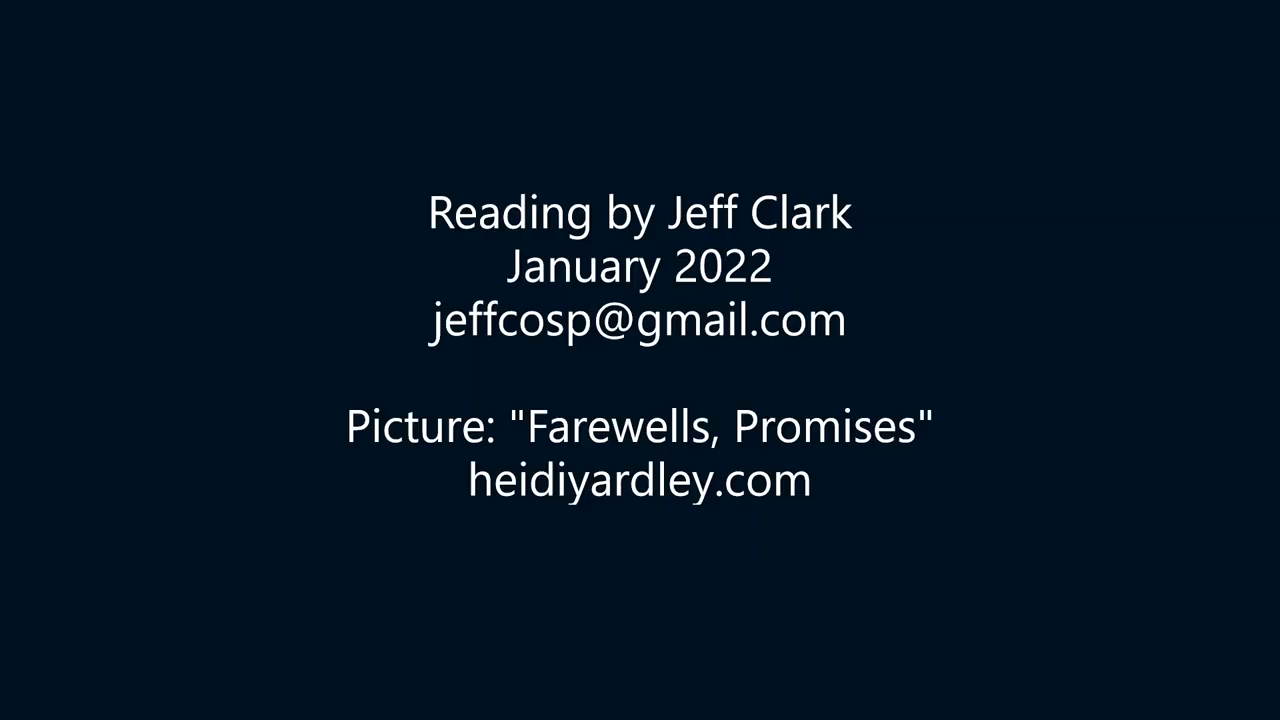 Reading by Jeff Clark
January 2022
jeffcosp@gmail.com
Picture: "Farewells, Promises"
heidiyardley.com